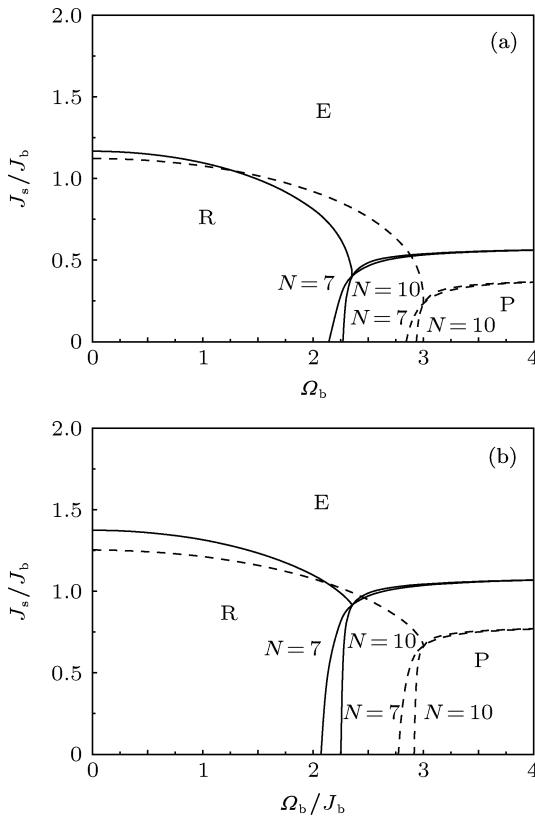 2.0
(a)
E
1.5
J_s/J_b
1.0
R
0.5
N = 7
N = 10
N = 7
P
N = 10
0
0 1 2 3 4
Ω_b
2.0
(b)
E
1.5
J_s/J_b
1.0
R
N = 7
N = 10
P
0.5
N = 7
N = 10
0
0 1 2 3 4
Ω_b/J_b